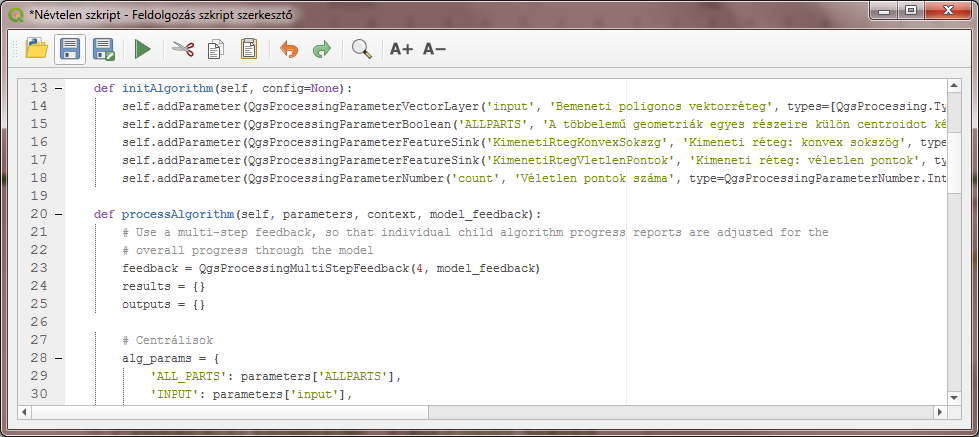 *Névtelen szkript - Feldolgozás szkript szerkesztő
A+ A-
13 def initAlgorithm(self, config=None):
14 self.addParameter(QgsProcessingParameterVectorLayer('input', 'Bemeneti poligonos vektorréteg', types=[QgsProcessing.Ty
15 self.addParameter(QgsProcessingParameterBoolean('ALLPARTS', 'A többelemű geometriák egyes részeire külön centroidot ké
16 self.addParameter(QgsProcessingParameterFeatureSink('KimenetiRtegKonvexSokszg', 'Kimeneti réteg: konvex sokszög', type
17 self.addParameter(QgsProcessingParameterFeatureSink('KimenetiRtegVletlenPontok', 'Kimeneti réteg: véletlen pontok', ty
18 self.addParameter(QgsProcessingParameterNumber('count', 'Véletlen pontok száma', type=QgsProcessingParameterNumber.Int
19
20 def processAlgorithm(self, parameters, context, model_feedback):
21 # Use a multi-step feedback, so that individual child algorithm progress reports are adjusted for the
22 # overall progress through the model
23 feedback = QgsProcessingMultiStepFeedback(4, model_feedback)
24 results = {}
25 outputs = {}
26
27 # Centrálisok
28 alg_params = {
29 'ALL_PARTS': parameters['ALLPARTS'],
30 'INPUT': parameters['input'],